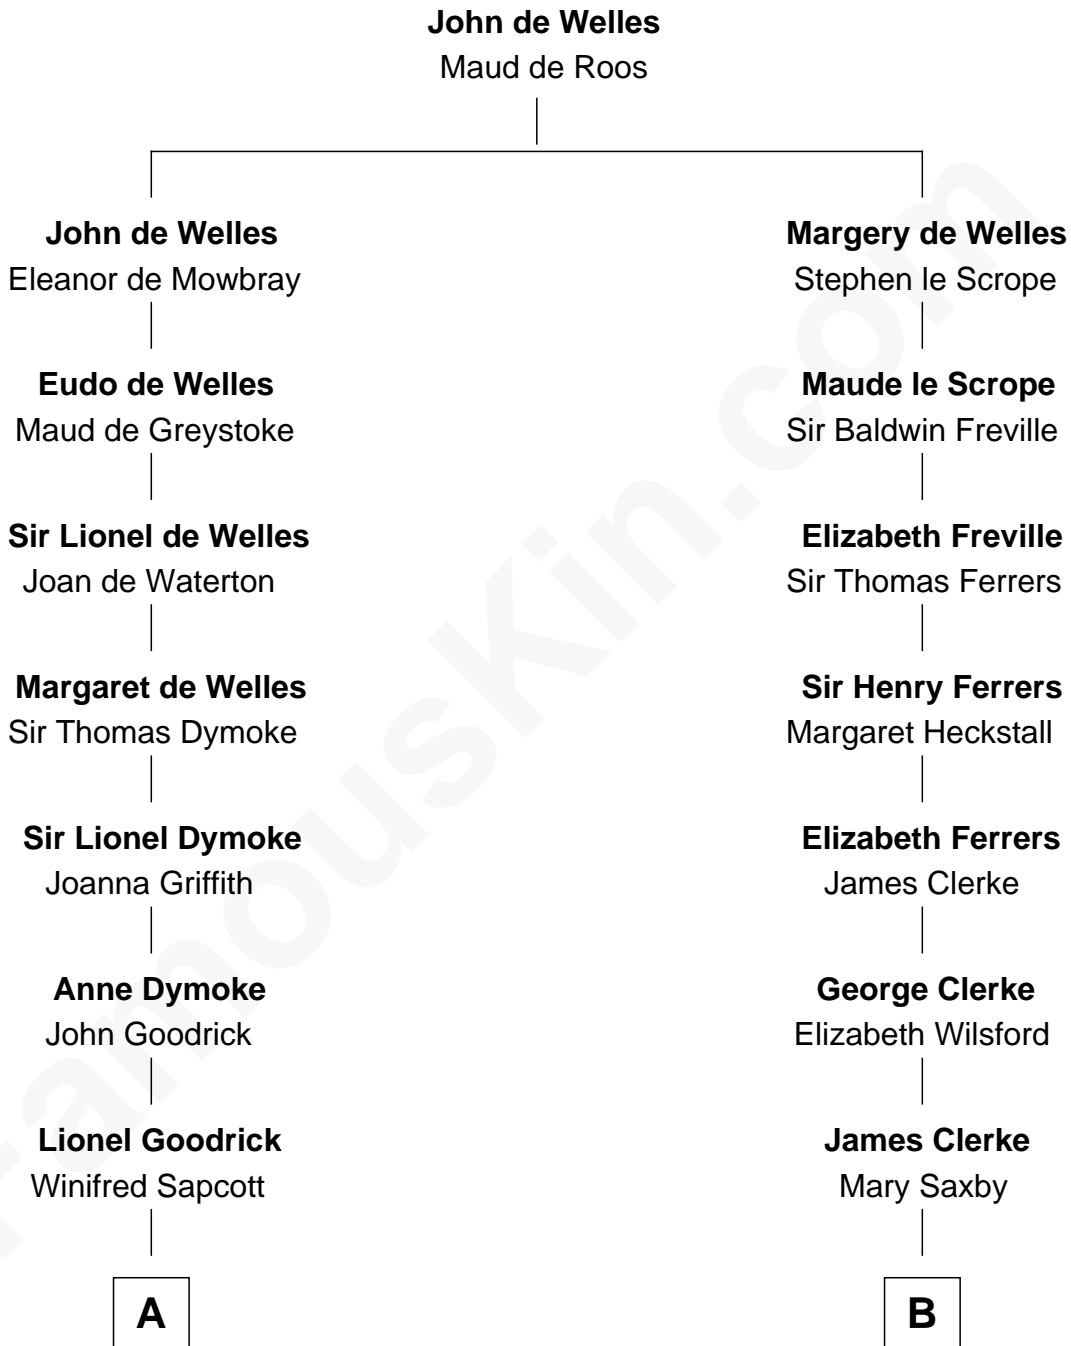 John de Welles
Maud de Roos
John de Welles
Eleanor de Mowbray
Eudo de Welles
Maud de Greystoke
Sir Lionel de Welles
Joan de Waterton
Margaret de Welles
Sir Thomas Dymoke
Sir Lionel Dymoke
Joanna Griffith
Anne Dymoke
John Goodrick
Lionel Goodrick
Winifred Sapcott
A
Margery de Welles
Stephen le Scrope
Maude le Scrope
Sir Baldwin Freville
Elizabeth Freville
Sir Thomas Ferrers
Sir Henry Ferrers
Margaret Heckstall
Elizabeth Ferrers
James Clerke
George Clerke
Elizabeth Wilsford
James Clerke
Mary Saxby
B
FamousKin.com